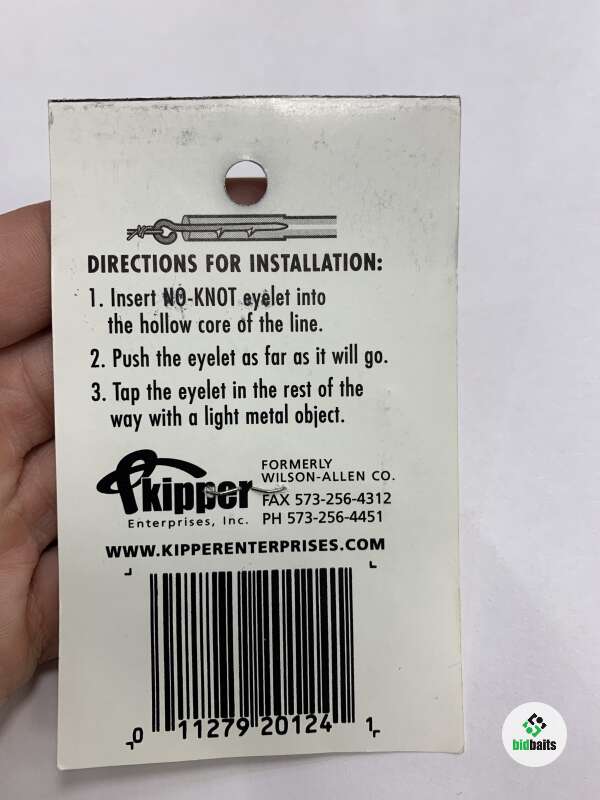 DIRECTIONS FOR INSTALLATION:
1. Insert NO-KNOT eyelet into
the hollow core of the line.
2. Push the eyelet as far as it will go.
3. Tap the eyelet in the rest of the
way with a light metal object.
kipper
Enterprises, Inc.
FORMERLY
WILSON-ALLEN CO.
FAX 573-256-4312
PH 573-256-4451
WWW.KIPPERENTERPRISES.COM
0 11279 20124 1
bidbaits